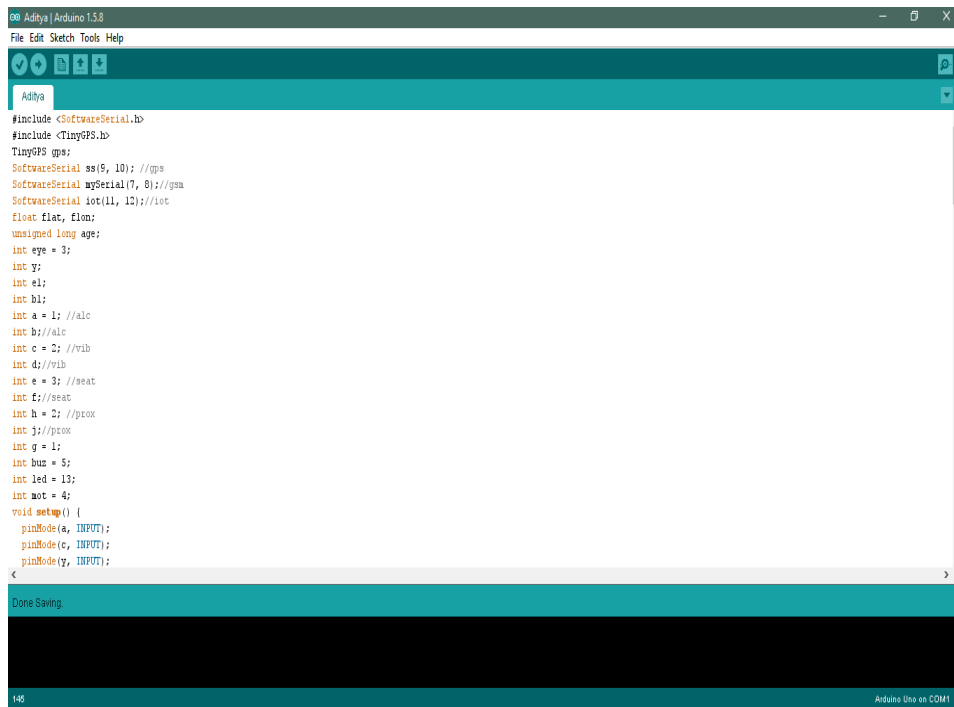 Aditya | Arduino 1.5.8
File Edit Sketch Tools Help
Aditya
#include <SoftwareSerial.h>
#include <TinyGPS.h>
TinyGPS gps;
SoftwareSerial ss(9, 10); //gps
SoftwareSerial mySerial(7, 8);//gsm
SoftwareSerial iot(11, 12);//iot
float flat, flon;
unsigned long age;
int eye = 3;
int y;
int el;
int bl;
int a = 1; //alc
int b;//alc
int c = 2; //vib
int d;//vib
int e = 3; //seat
int f;//seat
int h = 2; //prox
int j;//prox
int g = 1;
int buz = 5;
int led = 13;
int mot = 4;
void setup() {
pinMode(a, INPUT);
pinMode(c, INPUT);
pinMode(y, INPUT);
Done Saving.
146
Arduino Uno on COM1